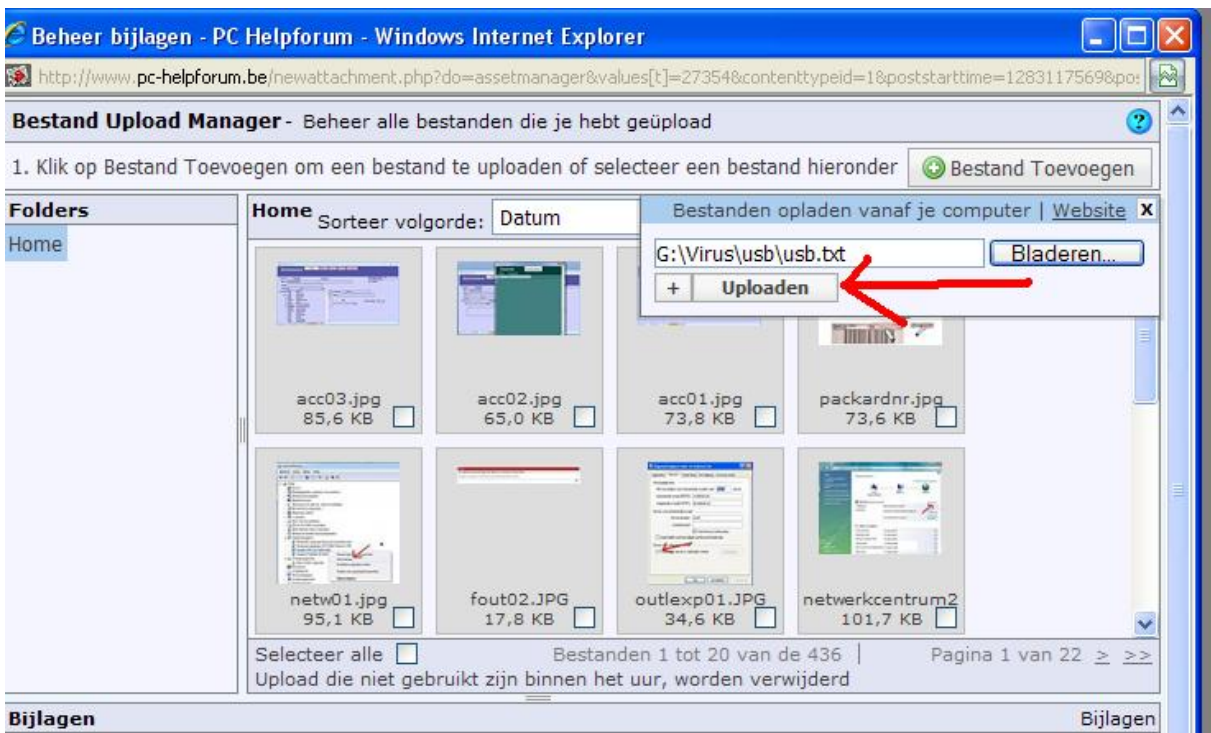 Beheer bijlagen - PC Helpforum - Windows Internet Explorer
http://www.pc-helpforum.be/newattachment.php?do=assetmanager&values[t]=27354&contenttypeid=1&poststarttime=1283117569&pos
Bestand Upload Manager - Beheer alle bestanden die je hebt geüpload
1. Klik op Bestand Toevoegen om een bestand te uploaden of selecteer een bestand hieronder
Bestand Toevoegen
Folders
Home
Home
Sorteer volgorde: Datum
Bestanden opladen vanaf je computer | Website X
G:\Virus\usb\usb.txt Bladeren...
+ Uploaden
acc03.jpg
85,6 KB
acc02.jpg
65,0 KB
acc01.jpg
73,8 KB
packardnr.jpg
73,6 KB
netw01.jpg
95,1 KB
fout02.JPG
17,8 KB
outlexp01.JPG
34,6 KB
netwerkcentrum2
101,7 KB
Selecteer alle
Bestanden 1 tot 20 van de 436 |
Pagina 1 van 22 > >>
Upload die niet gebruikt zijn binnen het uur, worden verwijderd
Bijlagen
Bijlagen